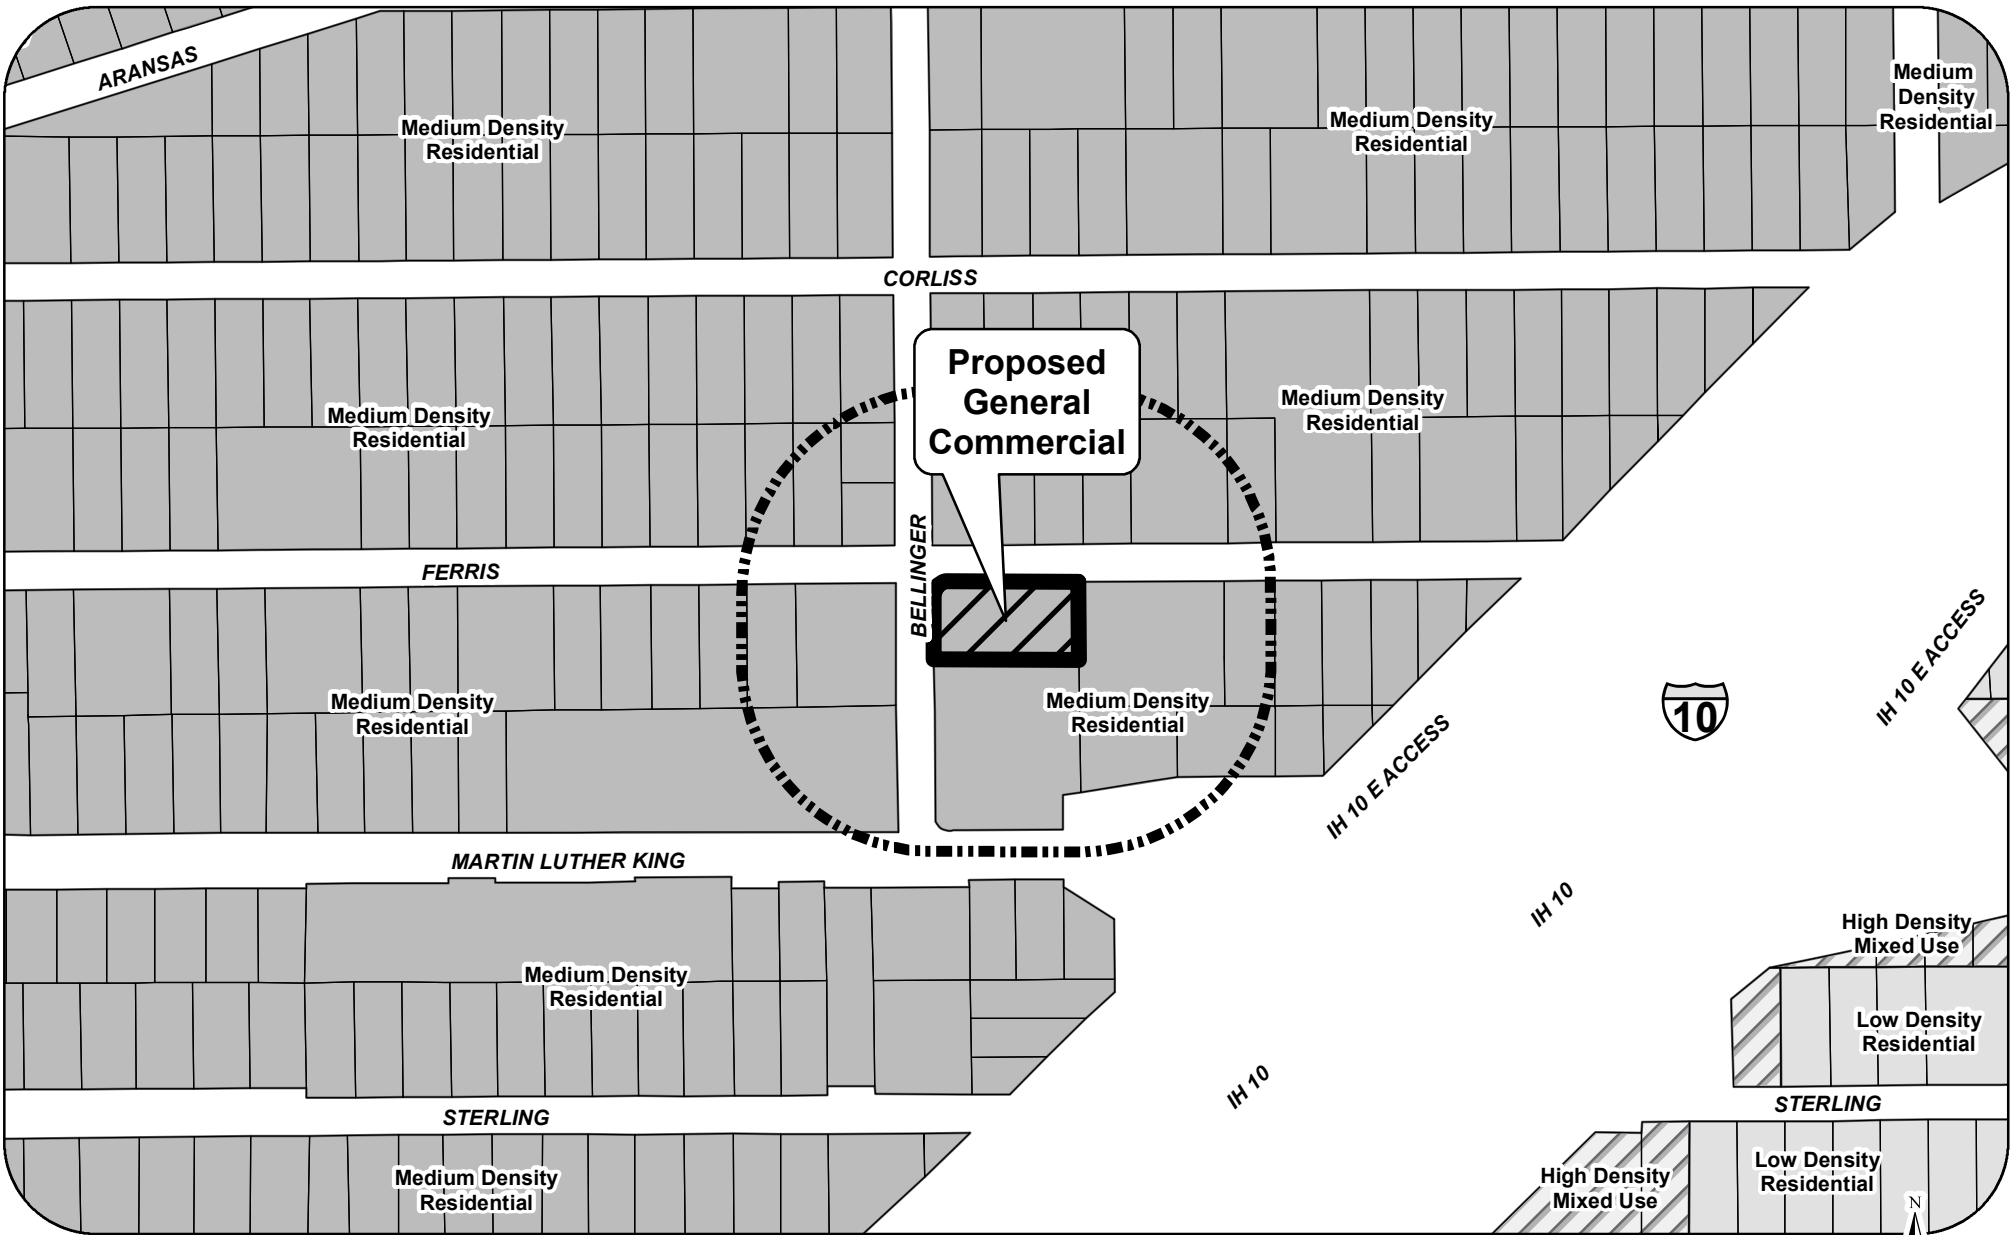 ARANSAS
Medium Density
Residential
Medium Density
Residential
Medium
Density
Residential
CORLISS
Proposed
General
Commercial
Medium Density
Residential
Medium Density
Residential
BELLINGER
FERRIS
Medium Density
Residential
Medium Density
Residential
IH 10 E ACCESS
10
IH 10 E ACCESS
MARTIN LUTHER KING
IH 10
High Density
Mixed Use
Medium Density
Residential
Low Density
Residential
IH 10
STERLING
STERLING
Medium Density
Residential
High Density
Mixed Use
Low Density
Residential
N